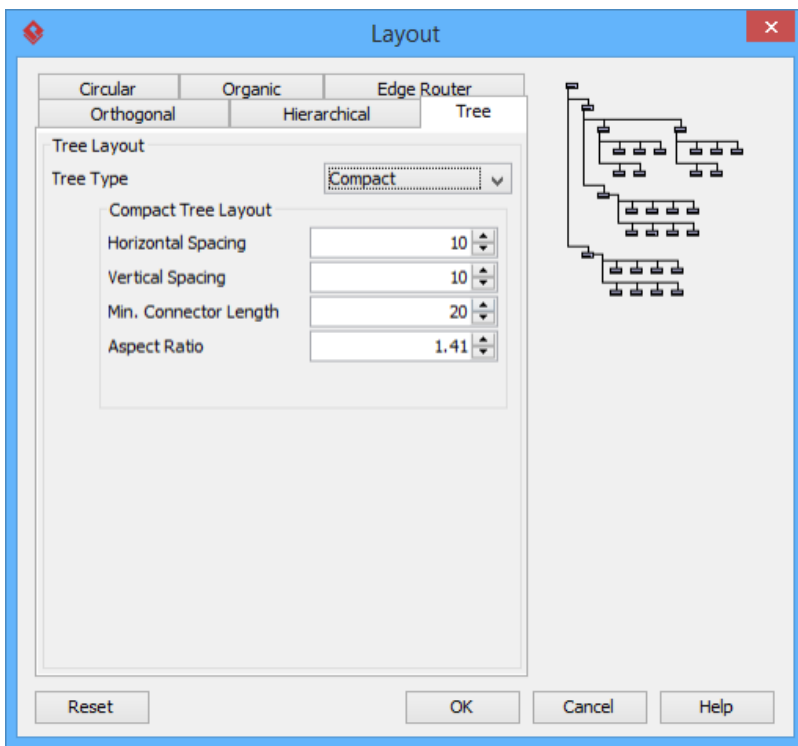 Layout
Circular Organic Edge Router
Orthogonal Hierarchical Tree
Tree Layout
Tree Type Compact
Compact Tree Layout
Horizontal Spacing 10
Vertical Spacing 10
Min. Connector Length 20
Aspect Ratio 1.41
Reset OK Cancel Help